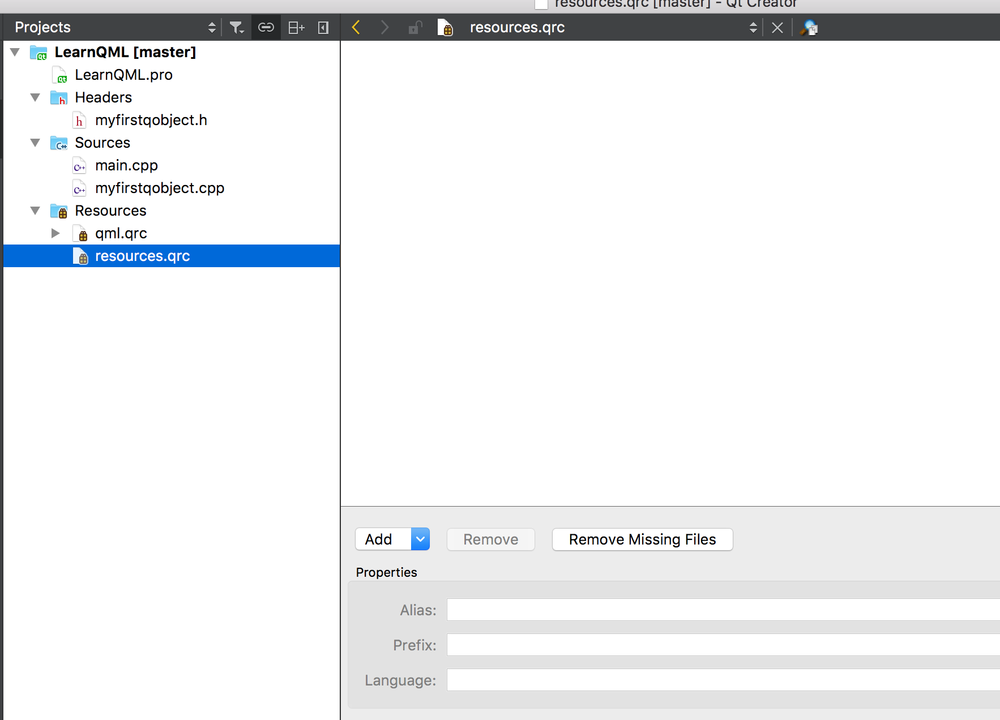 resources.qrc [master] - Qt Creator
Projects
resources.qrc
LearnQML [master]
LearnQML.pro
Headers
myfirstqobject.h
Sources
main.cpp
myfirstqobject.cpp
Resources
qml.qrc
resources.qrc
Add
Remove
Remove Missing Files
Properties
Alias:
Prefix:
Language: